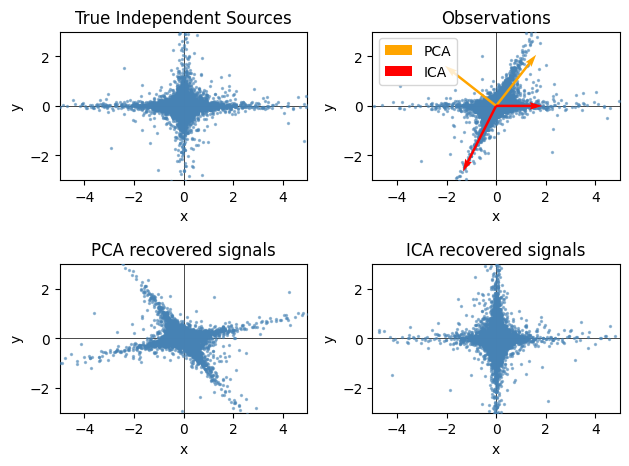 True Independent Sources
2
0
−2
y
−4 −2 0 2 4
x
Observations
PCA
ICA
2
0
−2
y
−4 −2 0 2 4
x
PCA recovered signals
2
0
−2
y
−4 −2 0 2 4
x
ICA recovered signals
2
0
−2
y
−4 −2 0 2 4
x